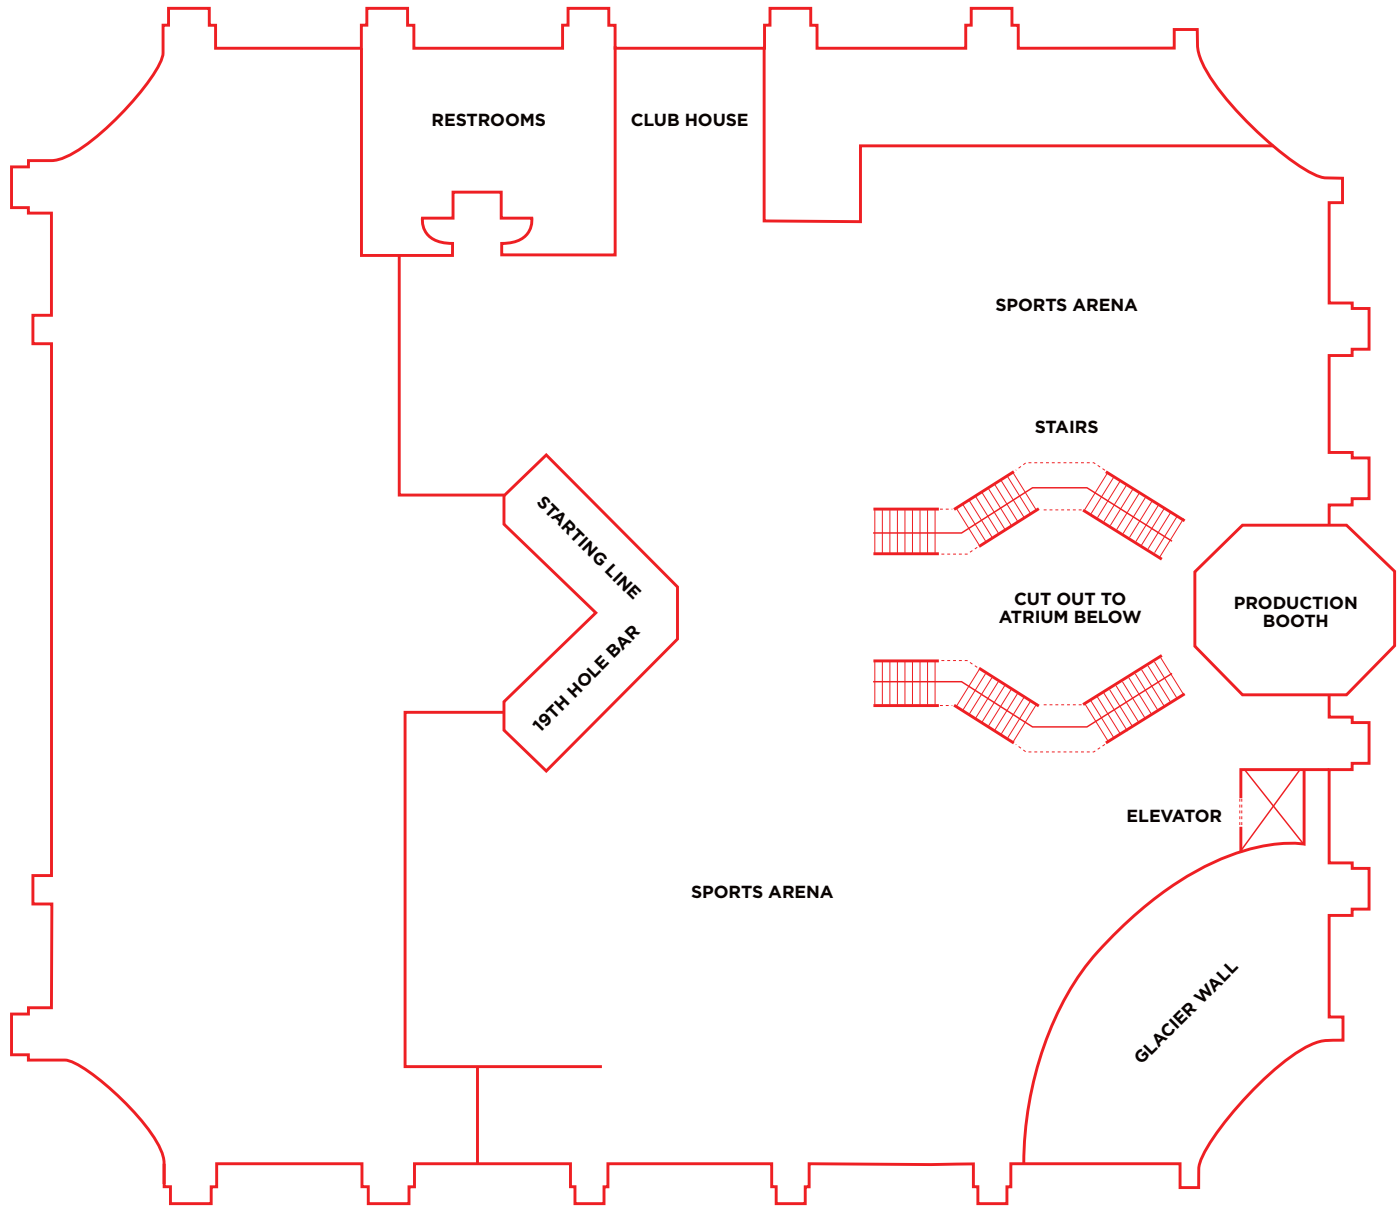 RESTROOMS
CLUB HOUSE
SPORTS ARENA
STAIRS
STARTING LINE
19TH HOLE BAR
CUT OUT TO
ATRIUM BELOW
PRODUCTION
BOOTH
ELEVATOR
SPORTS ARENA
GLACIER WALL